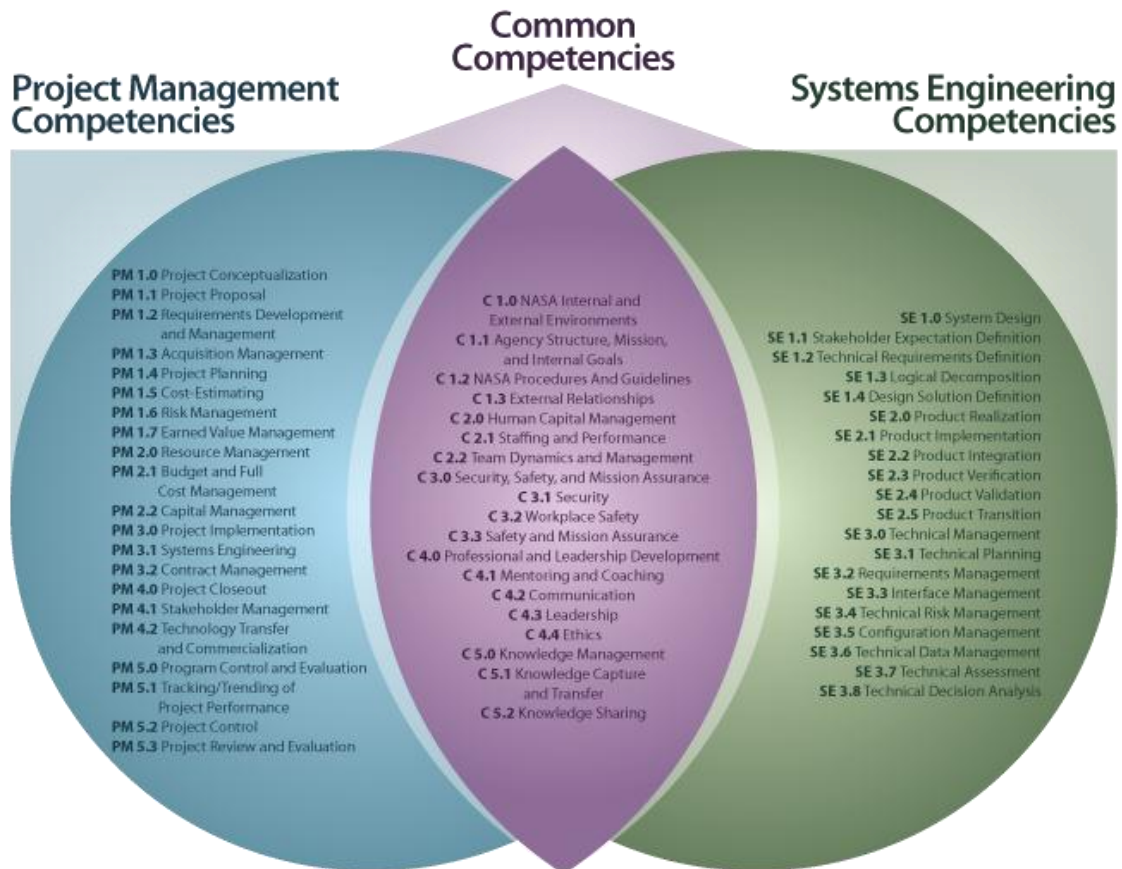 Common
Competencies
Project Management
Competencies
Systems Engineering
Competencies
PM 1.0 Project Conceptualization
PM 1.1 Project Proposal
PM 1.2 Requirements Development
and Management
PM 1.3 Acquisition Management
PM 1.4 Project Planning
PM 1.5 Cost-Estimating
PM 1.6 Risk Management
PM 1.7 Earned Value Management
PM 2.0 Resource Management
PM 2.1 Budget and Full
Cost Management
PM 2.2 Capital Management
PM 3.0 Project Implementation
PM 3.1 Systems Engineering
PM 3.2 Contract Management
PM 4.0 Project Closeout
PM 4.1 Stakeholder Management
PM 4.2 Technology Transfer
and Commercialization
PM 5.0 Program Control and Evaluation
PM 5.1 Tracking/Trending of
Project Performance
PM 5.2 Project Control
PM 5.3 Project Review and Evaluation
C 1.0 NASA Internal and
External Environments
C 1.1 Agency Structure, Mission,
and Internal Goals
C 1.2 NASA Procedures And Guidelines
C 1.3 External Relationships
C 2.0 Human Capital Management
C 2.1 Staffing and Performance
C 2.2 Team Dynamics and Management
C 3.0 Security, Safety, and Mission Assurance
C 3.1 Security
C 3.2 Workplace Safety
C 3.3 Safety and Mission Assurance
C 4.0 Professional and Leadership Development
C 4.1 Mentoring and Coaching
C 4.2 Communication
C 4.3 Leadership
C 4.4 Ethics
C 5.0 Knowledge Management
C 5.1 Knowledge Capture
and Transfer
C 5.2 Knowledge Sharing
SE 1.0 System Design
SE 1.1 Stakeholder Expectation Definition
SE 1.2 Technical Requirements Definition
SE 1.3 Logical Decomposition
SE 1.4 Design Solution Definition
SE 2.0 Product Realization
SE 2.1 Product Implementation
SE 2.2 Product Integration
SE 2.3 Product Verification
SE 2.4 Product Validation
SE 2.5 Product Transition
SE 3.0 Technical Management
SE 3.1 Technical Planning
SE 3.2 Requirements Management
SE 3.3 Interface Management
SE 3.4 Technical Risk Management
SE 3.5 Configuration Management
SE 3.6 Technical Data Management
SE 3.7 Technical Assessment
SE 3.8 Technical Decision Analysis